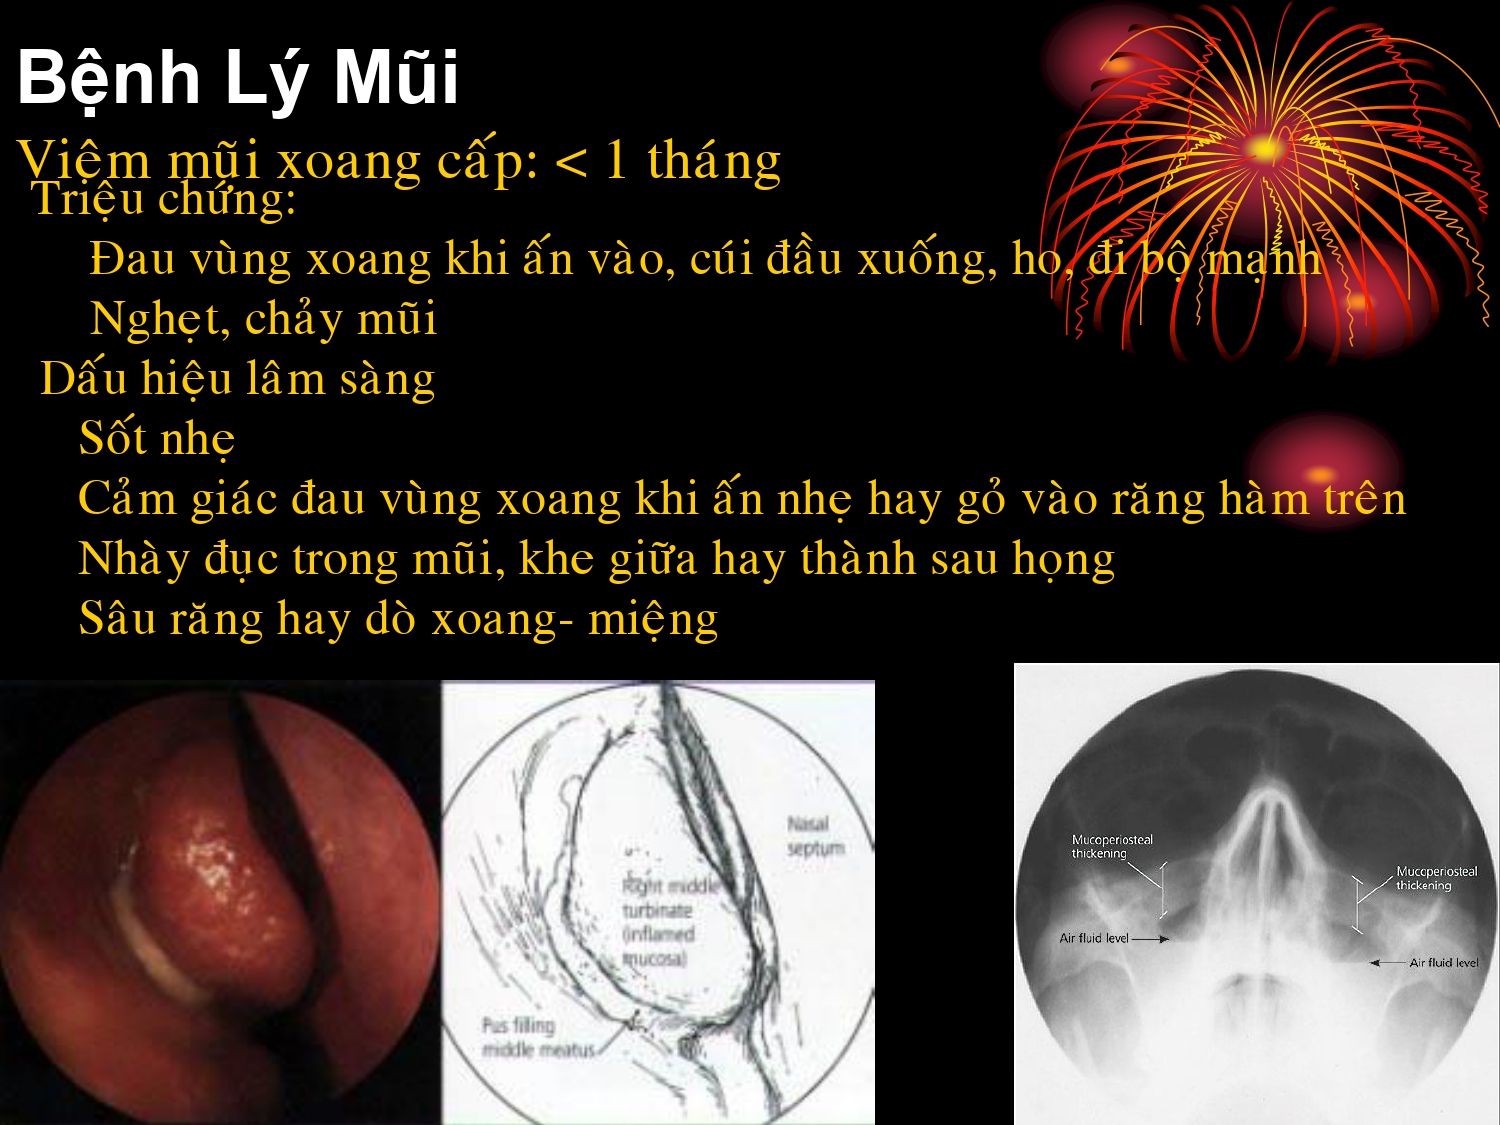 Bệnh Lý Mũi
Viêm mũi xoang cấp: < 1 tháng
Triệu chứng:
Đau vùng xoang khi ấn vào, cúi đầu xuống, ho, đi bộ mạnh
Nghẹt, chảy mũi
Dấu hiệu lâm sàng
Sốt nhẹ
Cảm giác đau vùng xoang khi ấn nhẹ hay gỏ vào răng hàm trên
Nhày đục trong mũi, khe giữa hay thành sau họng
Sâu răng hay dò xoang- miệng
Nasal
septum
Right middle
turbinate
(inflamed
mucosa)
Pus filling
middle meatus
Mucoperiosteal
thickening
Mucoperiosteal
thickening
Air fluid level
Air fluid level